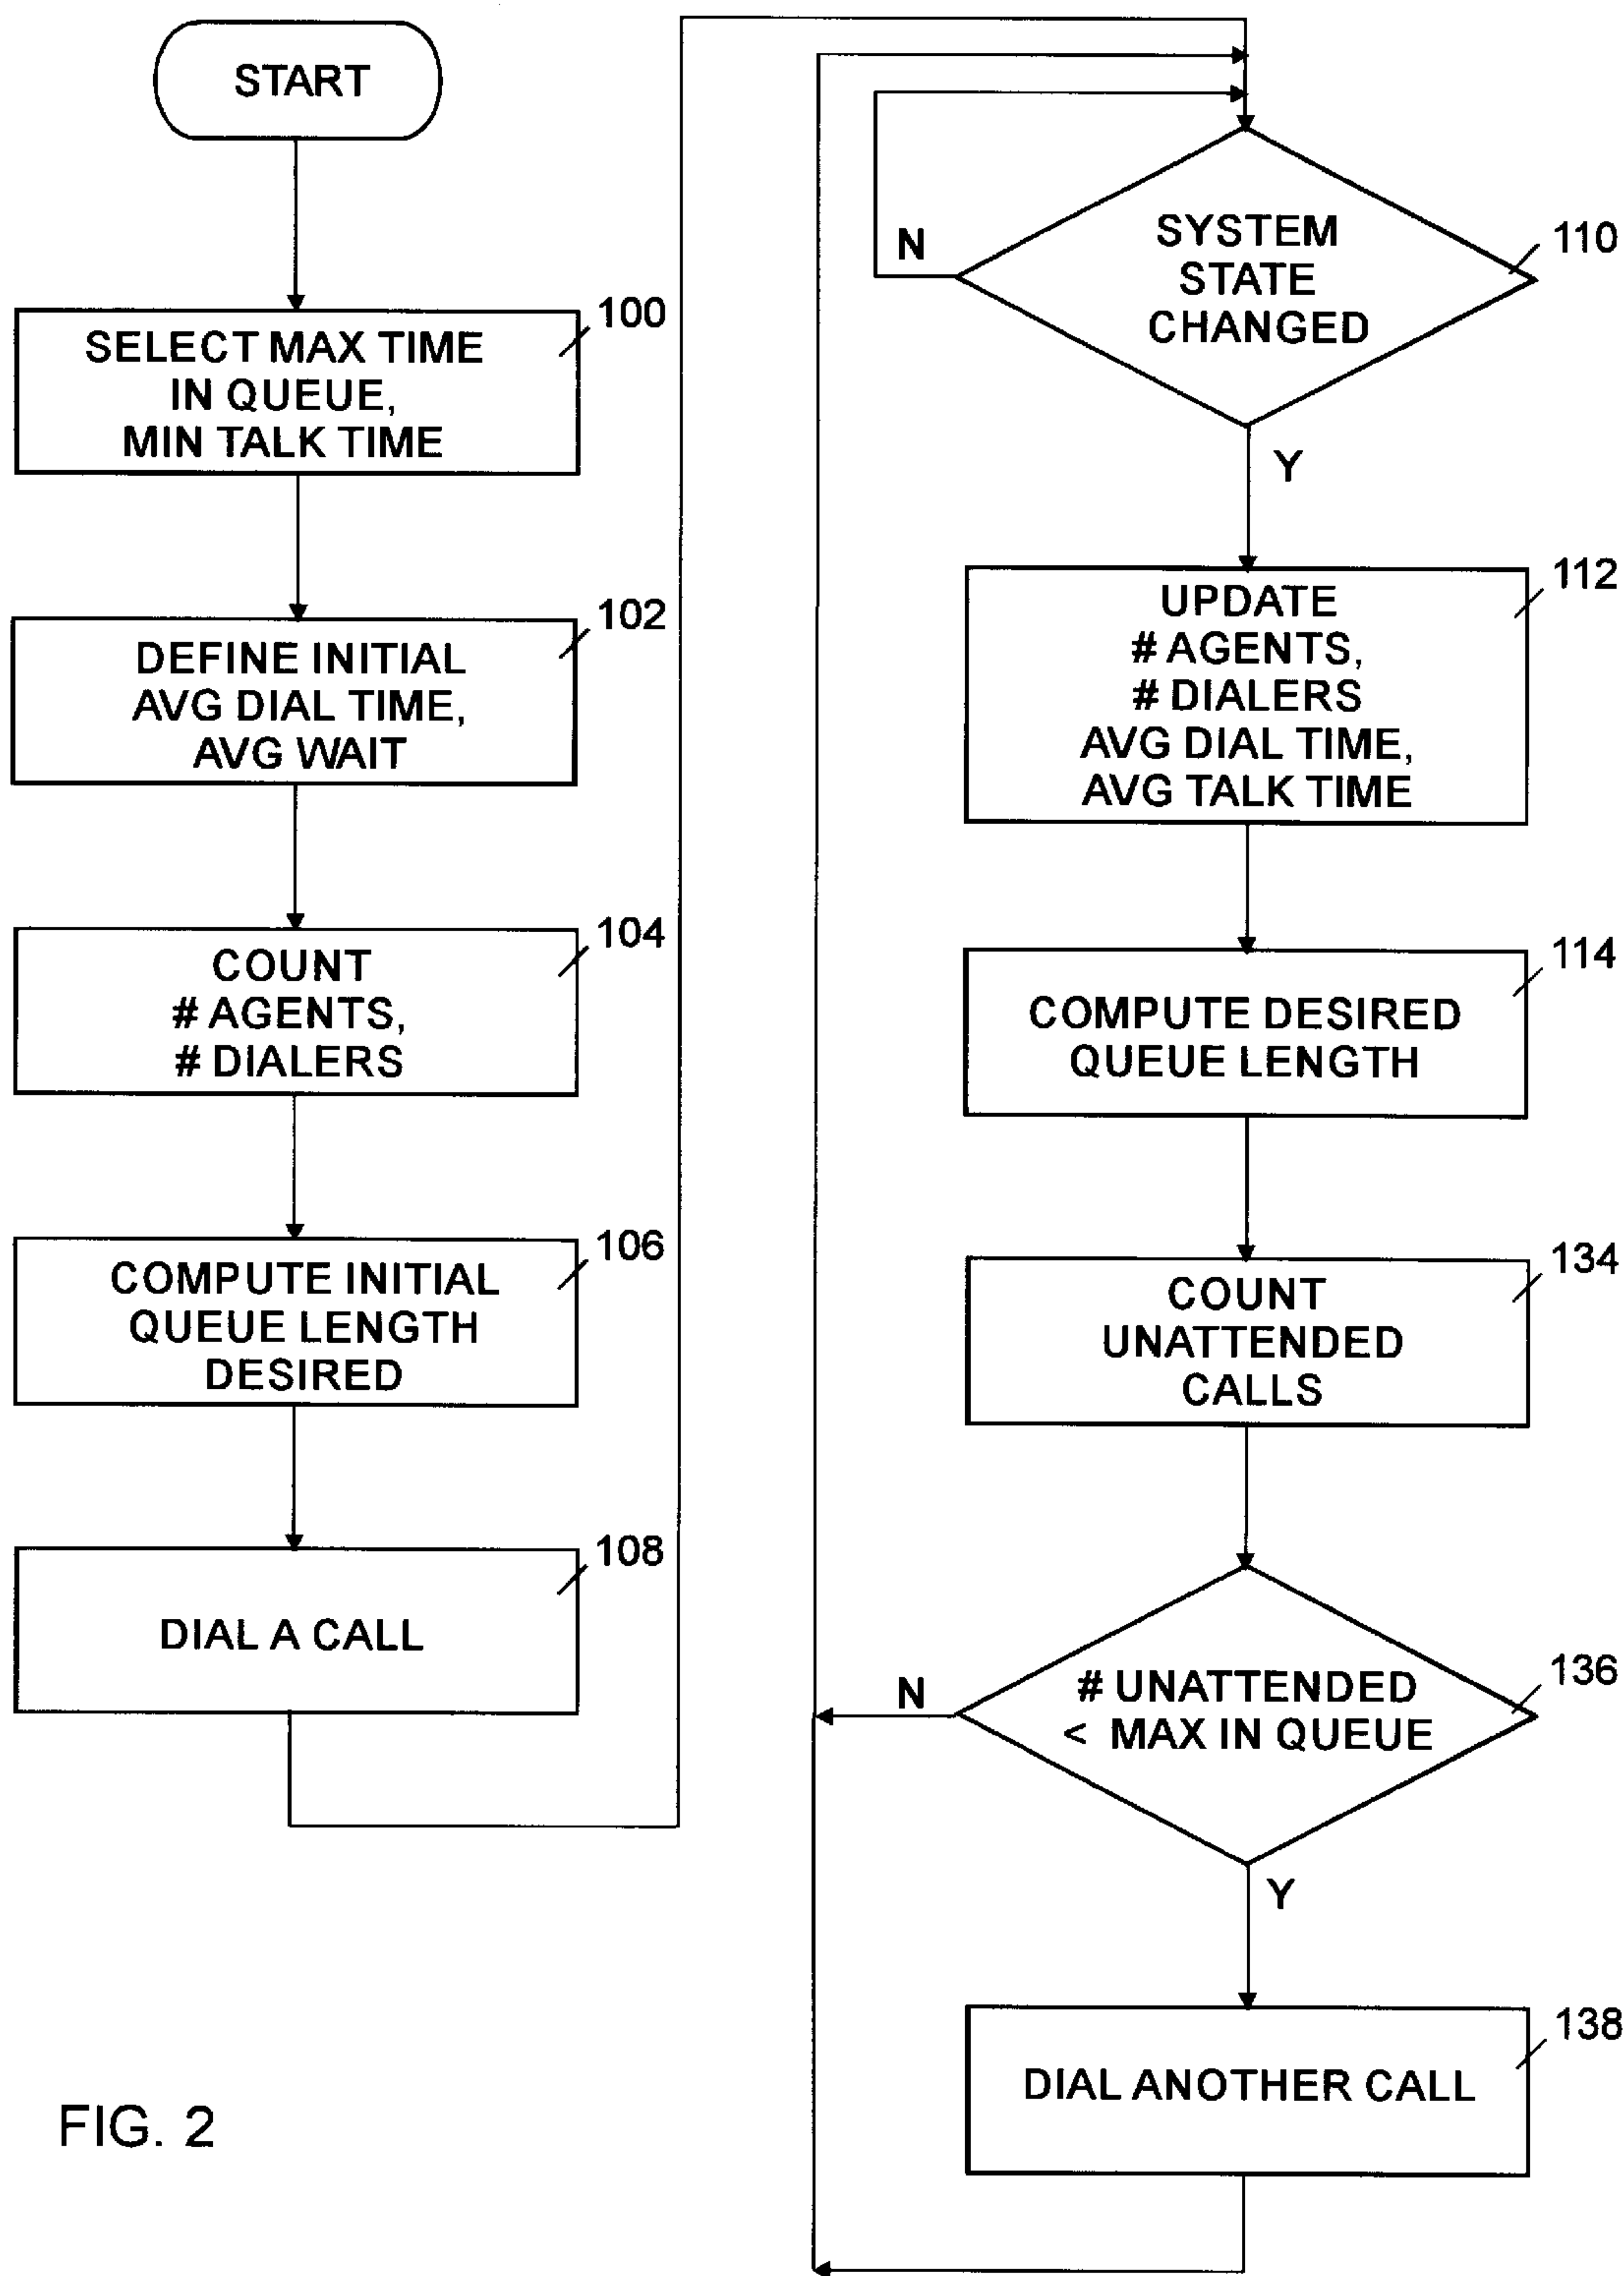 START
100
SELECT MAX TIME
IN QUEUE,
MIN TALK TIME
102
DEFINE INITIAL
AVG DIAL TIME,
AVG WAIT
104
COUNT
# AGENTS,
# DIALERS
106
COMPUTE INITIAL
QUEUE LENGTH
DESIRED
108
DIAL A CALL
N
SYSTEM
STATE
CHANGED
110
Y
112
UPDATE
# AGENTS,
# DIALERS
AVG DIAL TIME,
AVG TALK TIME
114
COMPUTE DESIRED
QUEUE LENGTH
134
COUNT
UNATTENDED
CALLS
136
N
# UNATTENDED
< MAX IN QUEUE
Y
138
DIAL ANOTHER CALL
FIG. 2